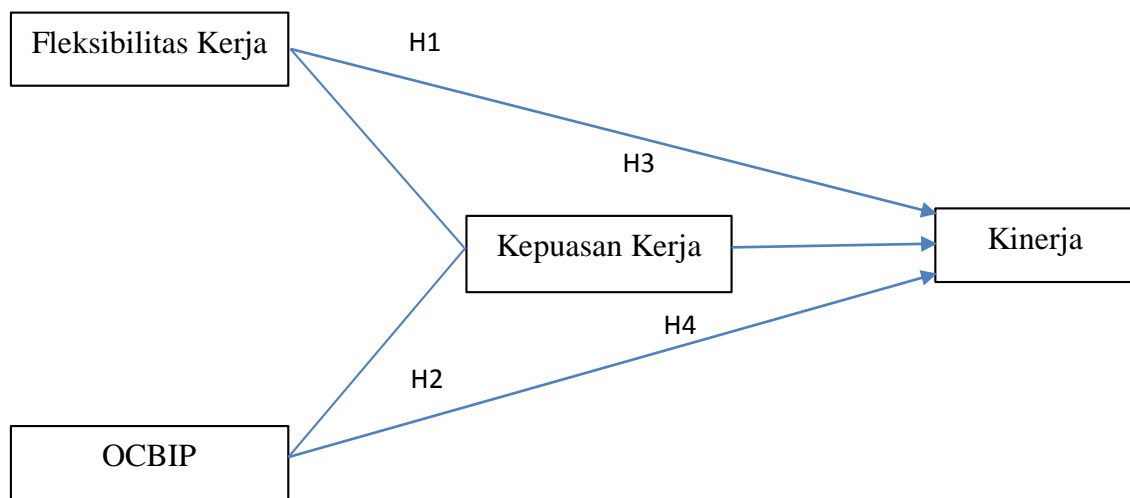 Fleksibilitas Kerja
H1
H3
Kepuasan Kerja
Kinerja
H4
H2
OCBIP